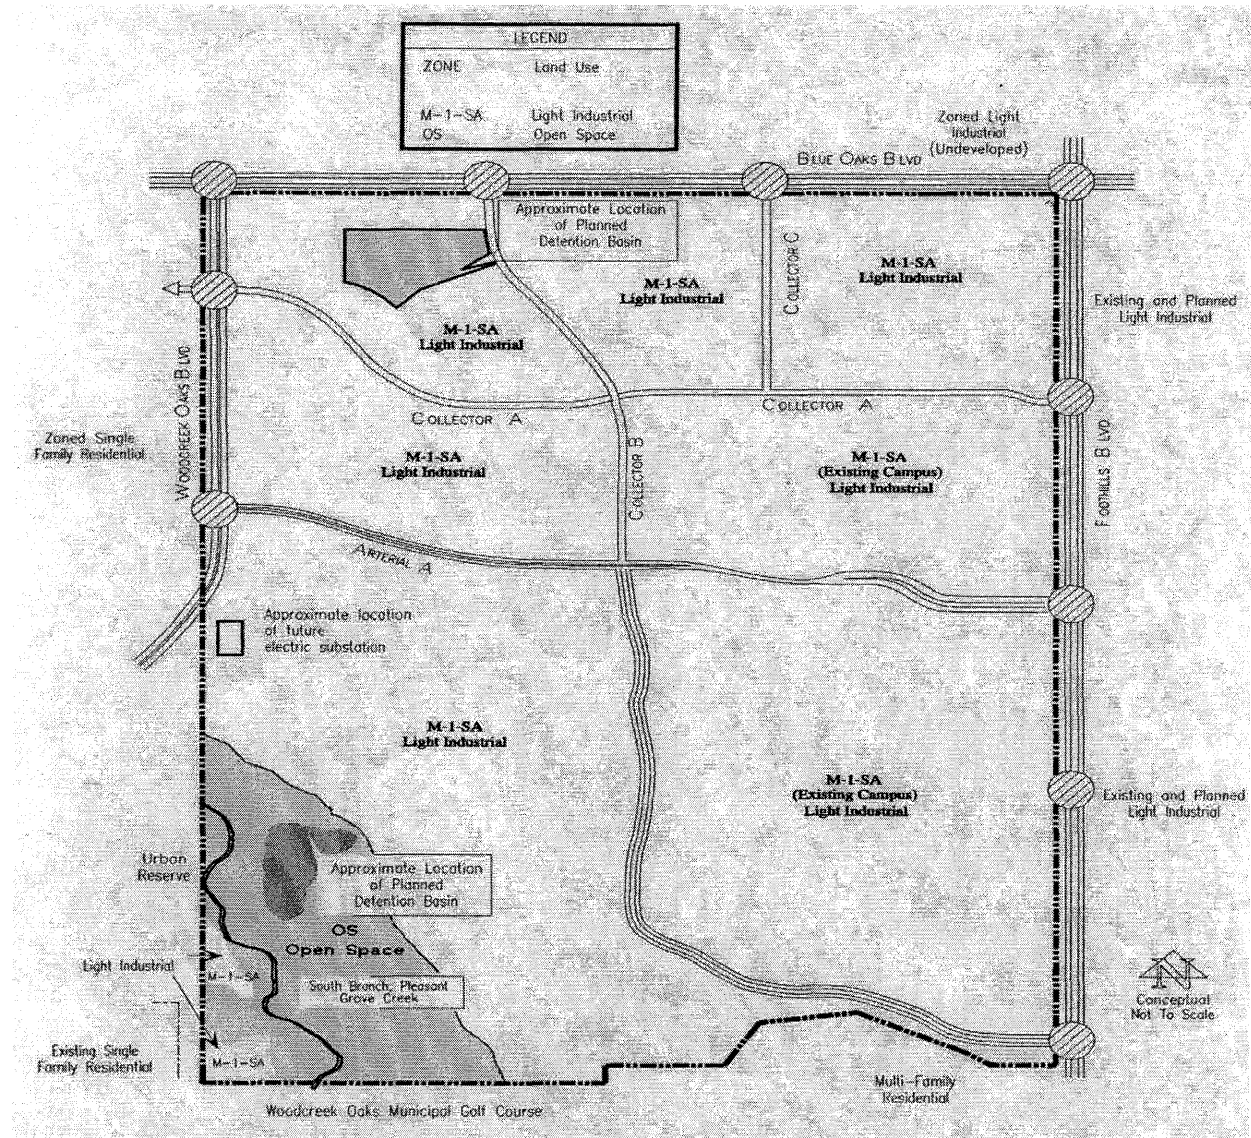 LEGEND
ZONE Land Use
M-1-SA Light Industrial
OS Open Space
Zoned Light
Industrial
(Undeveloped)
BLUE OAKS BLVD
Approximate Location
of Planned
Detention Basin
M-1-SA
Light Industrial
COLLECTOR C
M-1-SA
Light Industrial
Existing and Planned
Light Industrial
M-1-SA
Light Industrial
WOODCREEK OAKS BLVD
COLLECTOR A
COLLECTOR A
Zoned Single
Family Residential
M-1-SA
Light Industrial
COLLECTOR B
M-1-SA
(Existing Campus)
Light Industrial
FOOTHILLS BLVD
ARTERIAL A
Approximate location
of future
electric substation
M-1-SA
Light Industrial
M-1-SA
(Existing Campus)
Light Industrial
Existing and Planned
Light Industrial
Urban
Reserve
Approximate Location
of Planned
Detention Basin
OS
Open Space
Light Industrial
M-1-SA
South Branch, Pleasant
Grove Creek
N
Conceptual
Not To Scale
Existing Single
Family Residential
M-1-SA
Multi-Family
Residential
Woodcreek Oaks Municipal Golf Course